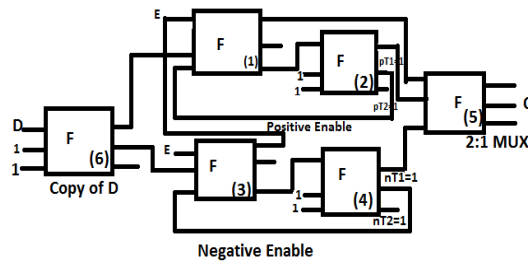 E
F
(1)
F
1
1
(2)
pT1=1
pT2=1
Positive Enable
F
(5)
2:1 MUX
D
1
1
F
(6)
Copy of D
E
F
(3)
F
1
1
(4)
nT1=1
nT2=1
Negative Enable